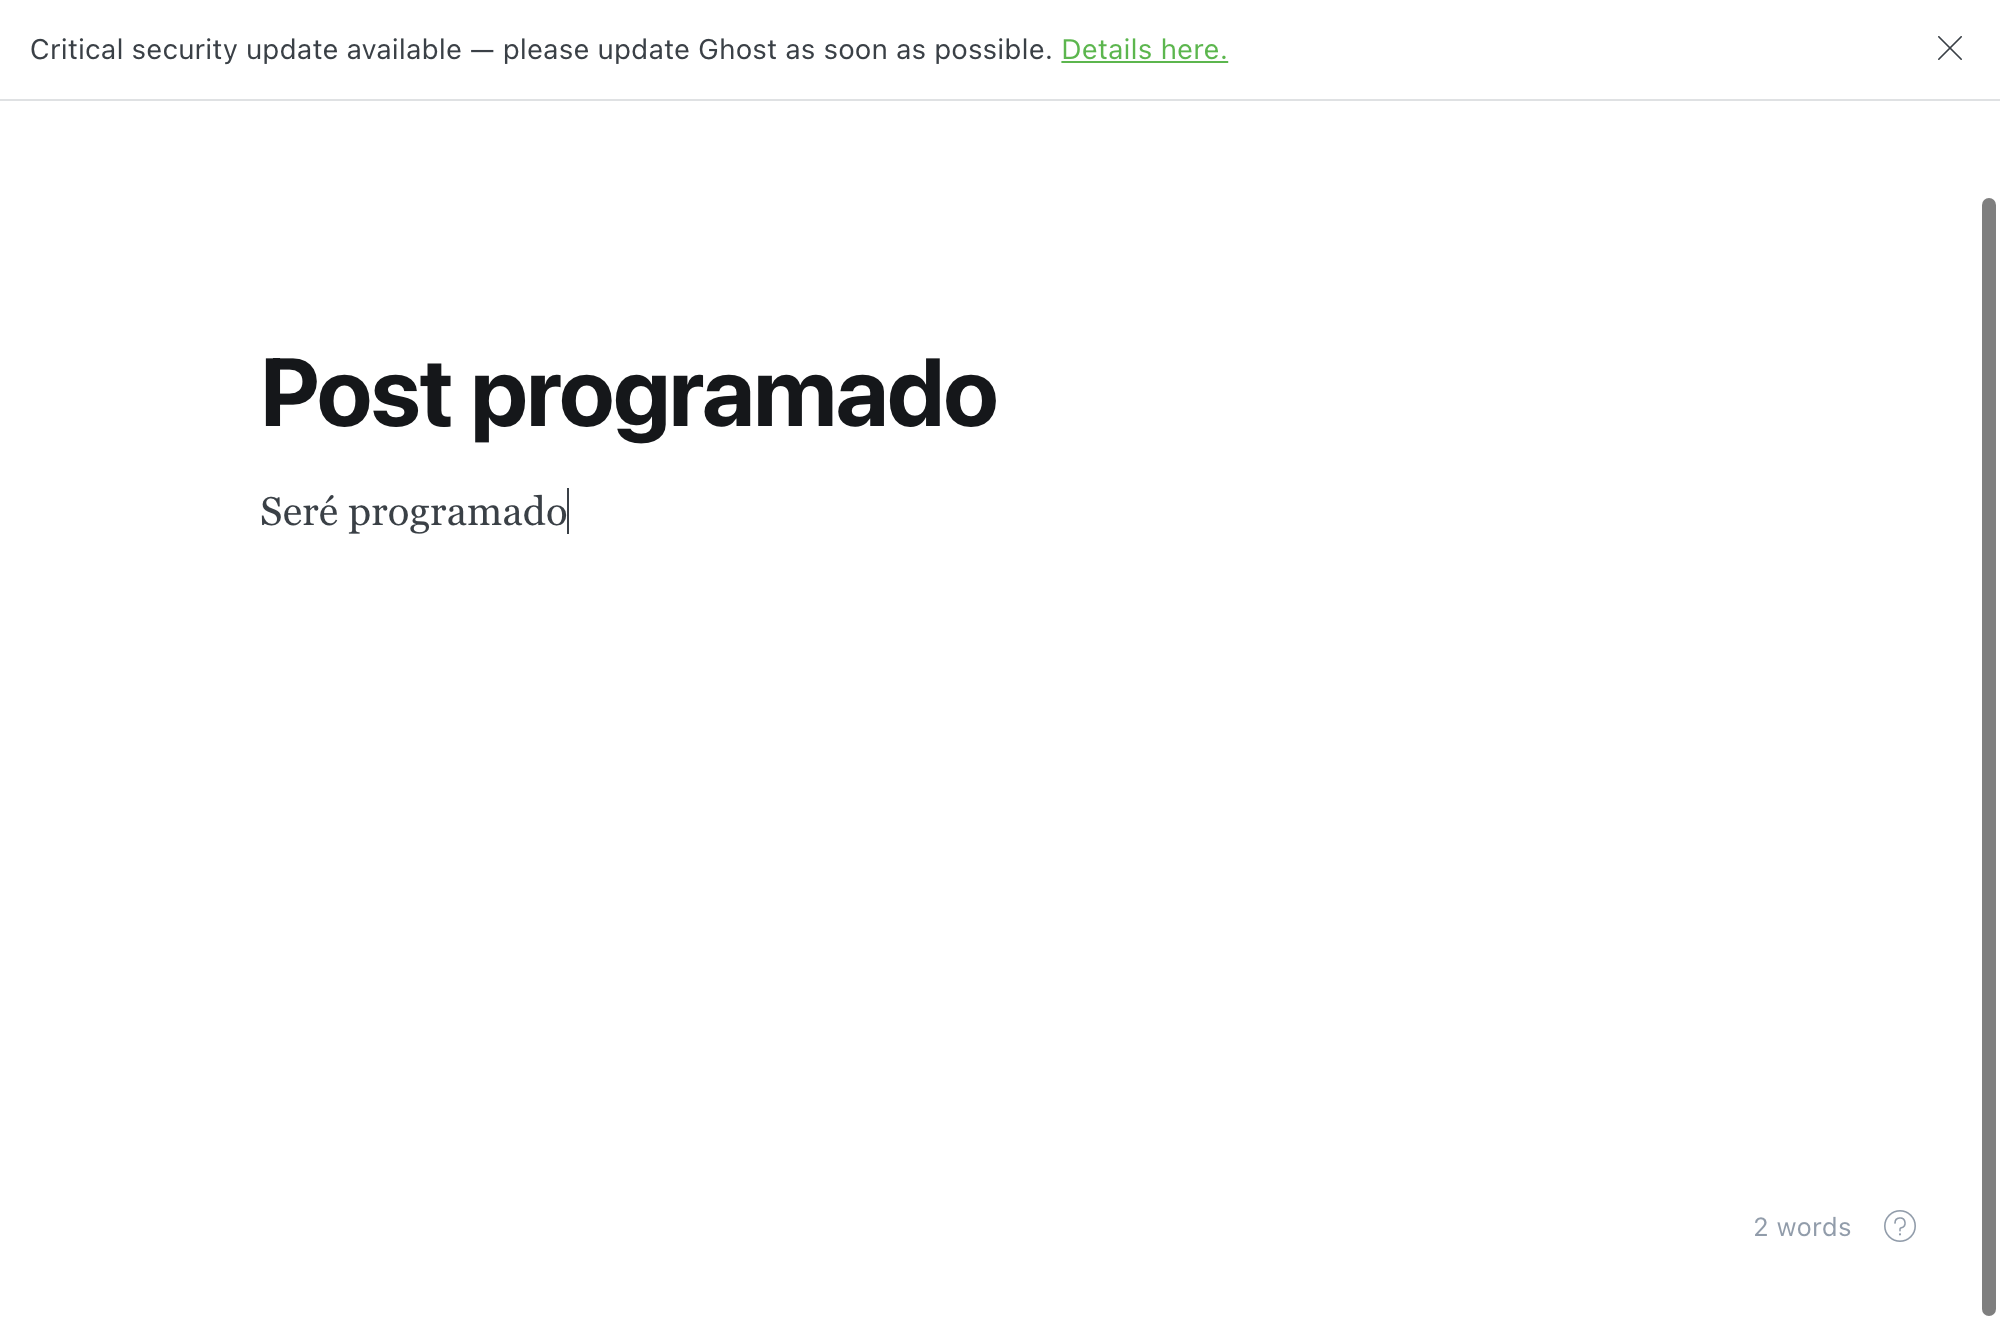 Critical security update available — please update Ghost as soon as possible. Details here.
Post programado
Seré programado
2 words
?